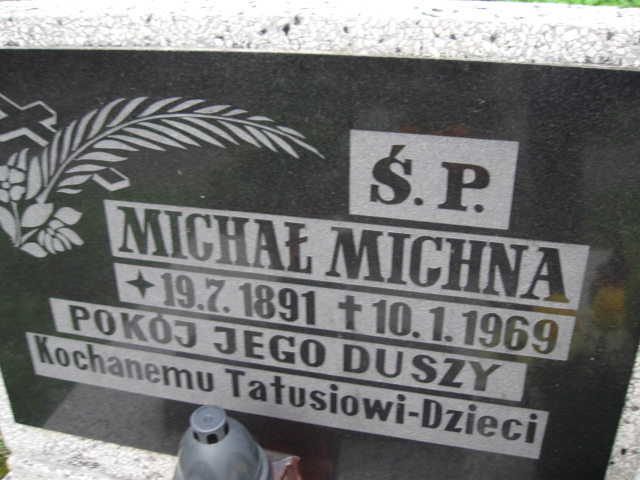 Ś.P.
MICHAŁ MICHNA
✦ 19.7.1891 ✝ 10.1.1969
POKÓJ JEGO DUSZY
Kochanemu Tatusiowi-Dzieci